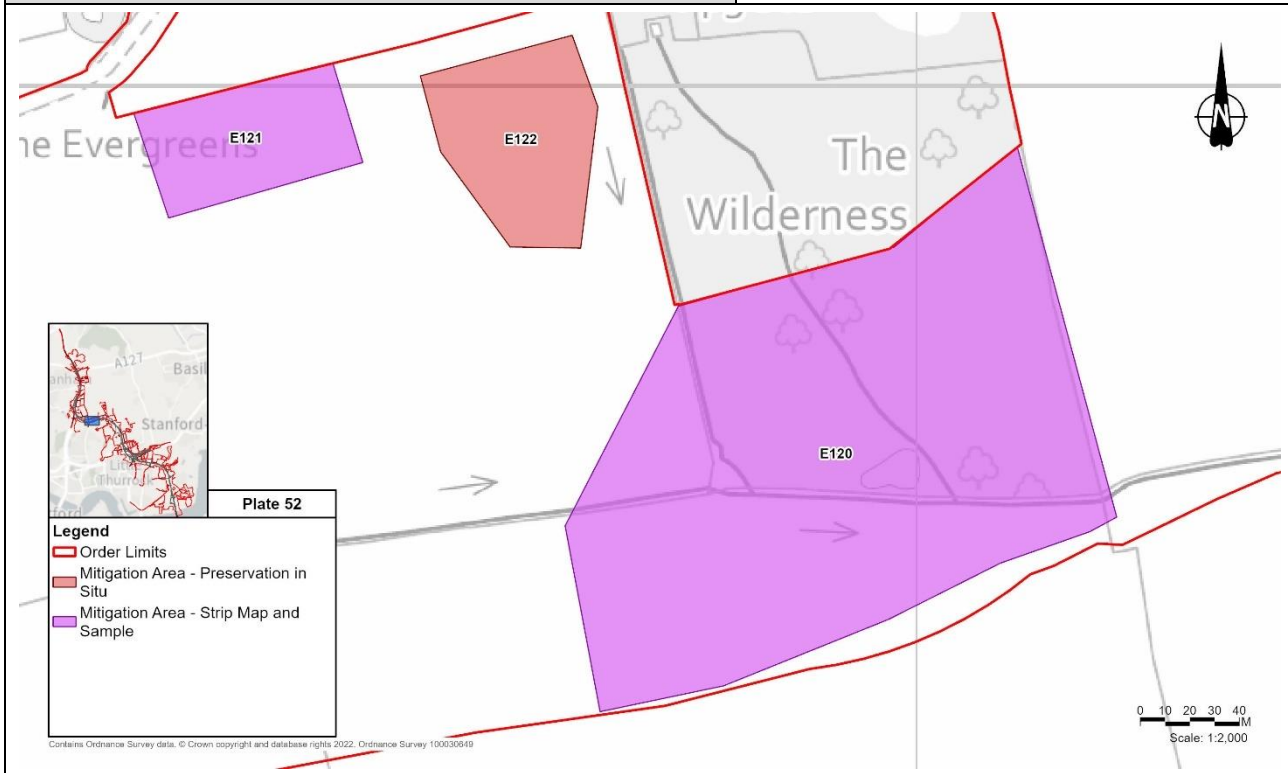 The
Wilderness
ne Evergreens
E121
E122
E120
N
A127
Basil
Stanford
Thurrock
Plate 52
Legend
Order Limits
Mitigation Area - Preservation in
Situ
Mitigation Area - Strip Map and
Sample
0 10 20 30 40
M
Scale: 1:2,000
Contains Ordnance Survey data. © Crown copyright and database rights 2022. Ordnance Survey 100030649